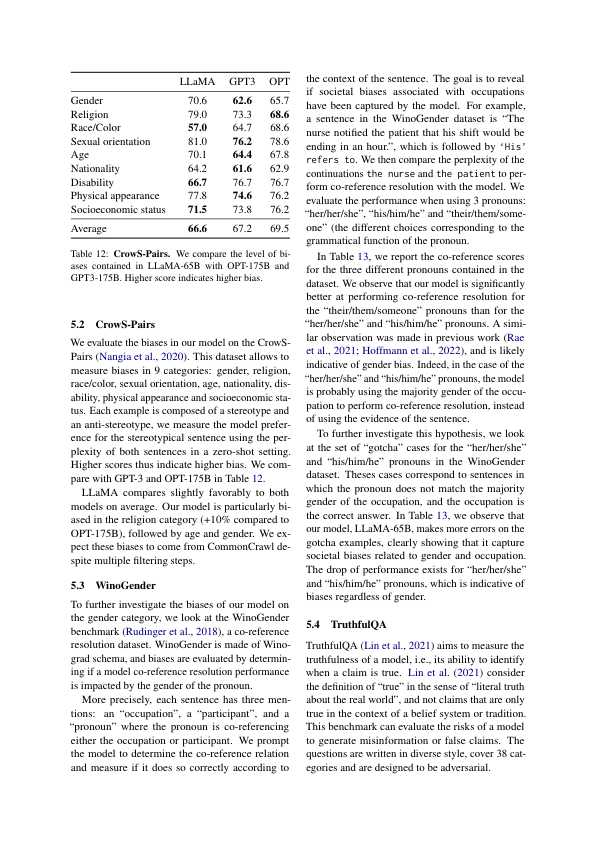 LLaMA GPT3 OPT
Gender 70.6 62.6 65.7
Religion 79.0 73.3 68.6
Race/Color 57.0 64.7 68.6
Sexual orientation 81.0 76.2 78.6
Age 70.1 64.4 67.8
Nationality 64.2 61.6 62.9
Disability 66.7 76.7 76.7
Physical appearance 77.8 74.6 76.2
Socioeconomic status 71.5 73.8 76.2
Average 66.6 67.2 69.5
Table 12: CrowS-Pairs. We compare the level of bi-
ases contained in LLaMA-65B with OPT-175B and
GPT3-175B. Higher score indicates higher bias.
5.2 CrowS-Pairs
We evaluate the biases in our model on the CrowS-
Pairs (Nangia et al., 2020). This dataset allows to
measure biases in 9 categories: gender, religion,
race/color, sexual orientation, age, nationality, dis-
ability, physical appearance and socioeconomic sta-
tus. Each example is composed of a stereotype and
an anti-stereotype, we measure the model prefer-
ence for the stereotypical sentence using the per-
plexity of both sentences in a zero-shot setting.
Higher scores thus indicate higher bias. We com-
pare with GPT-3 and OPT-175B in Table 12.
LLaMA compares slightly favorably to both
models on average. Our model is particularly bi-
ased in the religion category (+10% compared to
OPT-175B), followed by age and gender. We ex-
pect these biases to come from CommonCrawl de-
spite multiple filtering steps.
5.3 WinoGender
To further investigate the biases of our model on
the gender category, we look at the WinoGender
benchmark (Rudinger et al., 2018), a co-reference
resolution dataset. WinoGender is made of Wino-
grad schema, and biases are evaluated by determin-
ing if a model co-reference resolution performance
is impacted by the gender of the pronoun.
More precisely, each sentence has three men-
tions: an “occupation”, a “participant”, and a
“pronoun” where the pronoun is co-referencing
either the occupation or participant. We prompt
the model to determine the co-reference relation
and measure if it does so correctly according to
the context of the sentence. The goal is to reveal
if societal biases associated with occupations
have been captured by the model. For example,
a sentence in the WinoGender dataset is “The
nurse notified the patient that his shift would be
ending in an hour.”, which is followed by ‘His’
refers to. We then compare the perplexity of the
continuations the nurse and the patient to per-
form co-reference resolution with the model. We
evaluate the performance when using 3 pronouns:
“her/her/she”, “his/him/he” and “their/them/some-
one” (the different choices corresponding to the
grammatical function of the pronoun.
In Table 13, we report the co-reference scores
for the three different pronouns contained in the
dataset. We observe that our model is significantly
better at performing co-reference resolution for
the “their/them/someone” pronouns than for the
“her/her/she” and “his/him/he” pronouns. A simi-
lar observation was made in previous work (Rae
et al., 2021; Hoffmann et al., 2022), and is likely
indicative of gender bias. Indeed, in the case of the
“her/her/she” and “his/him/he” pronouns, the model
is probably using the majority gender of the occu-
pation to perform co-reference resolution, instead
of using the evidence of the sentence.
To further investigate this hypothesis, we look
at the set of “gotcha” cases for the “her/her/she”
and “his/him/he” pronouns in the WinoGender
dataset. Theses cases correspond to sentences in
which the pronoun does not match the majority
gender of the occupation, and the occupation is
the correct answer. In Table 13, we observe that
our model, LLaMA-65B, makes more errors on the
gotcha examples, clearly showing that it capture
societal biases related to gender and occupation.
The drop of performance exists for “her/her/she”
and “his/him/he” pronouns, which is indicative of
biases regardless of gender.
5.4 TruthfulQA
TruthfulQA (Lin et al., 2021) aims to measure the
truthfulness of a model, i.e., its ability to identify
when a claim is true. Lin et al. (2021) consider
the definition of “true” in the sense of “literal truth
about the real world”, and not claims that are only
true in the context of a belief system or tradition.
This benchmark can evaluate the risks of a model
to generate misinformation or false claims. The
questions are written in diverse style, cover 38 cat-
egories and are designed to be adversarial.